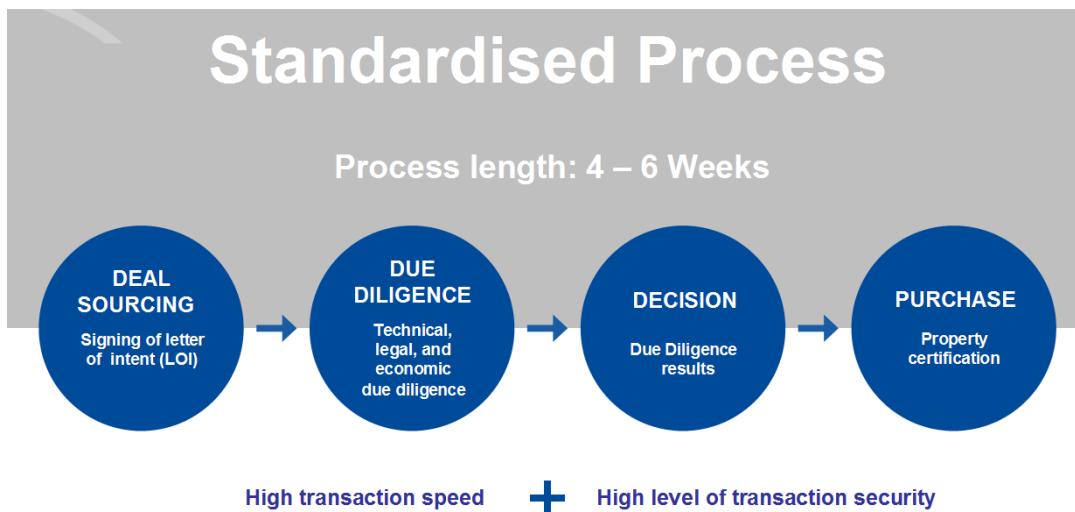 Standardised Process
Process length: 4 – 6 Weeks
DEAL
SOURCING
Signing of letter
of intent (LOI)
DUE
DILIGENCE
Technical,
legal, and
economic
due diligence
DECISION
Due Diligence
results
PURCHASE
Property
certification
High transaction speed + High level of transaction security